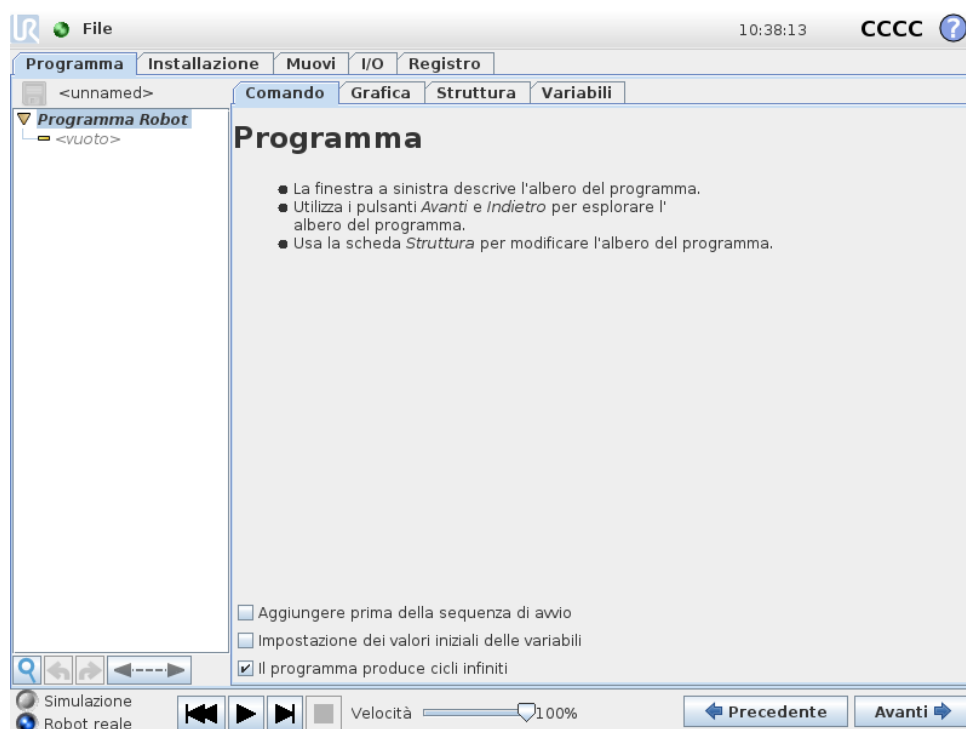 UR File 10:38:13 CCCC ?
Programma Installazione Muovi I/O Registro
<unnamed> Comando Grafica Struttura Variabili
Programma Robot
<vuoto>
Programma
La finestra a sinistra descrive l'albero del programma.
Utilizza i pulsanti Avanti e Indietro per esplorare l'
albero del programma.
Usa la scheda Struttura per modificare l'albero del programma.
Aggiungere prima della sequenza di avvio
Impostazione dei valori iniziali delle variabili
Il programma produce cicli infiniti
Simulazione
Robot reale
Velocità 100% Precedente Avanti